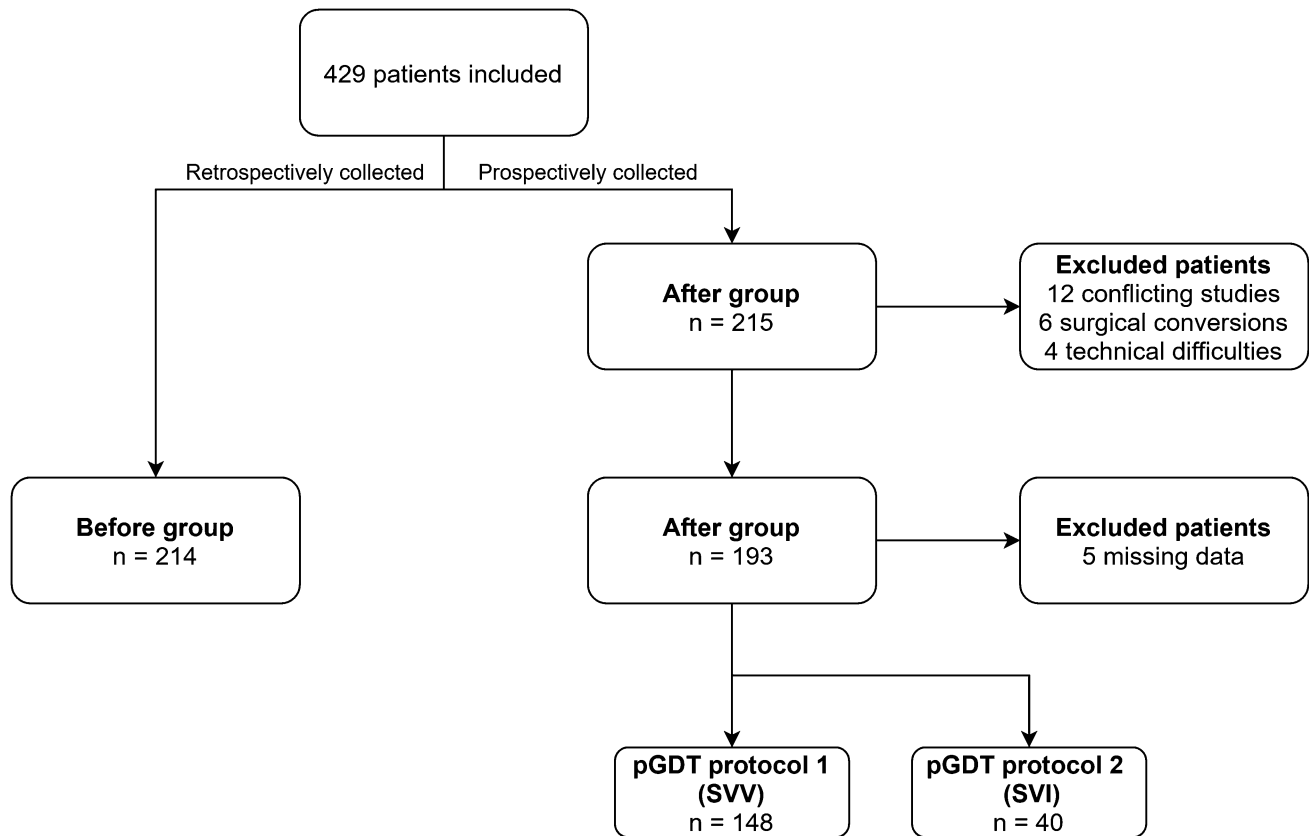 429 patients included
Retrospectively collected
Prospectively collected
After group
n = 215
Excluded patients
12 conflicting studies
6 surgical conversions
4 technical difficulties
Before group
n = 214
After group
n = 193
Excluded patients
5 missing data
pGDT protocol 1
(SVV)
n = 148
pGDT protocol 2
(SVI)
n = 40